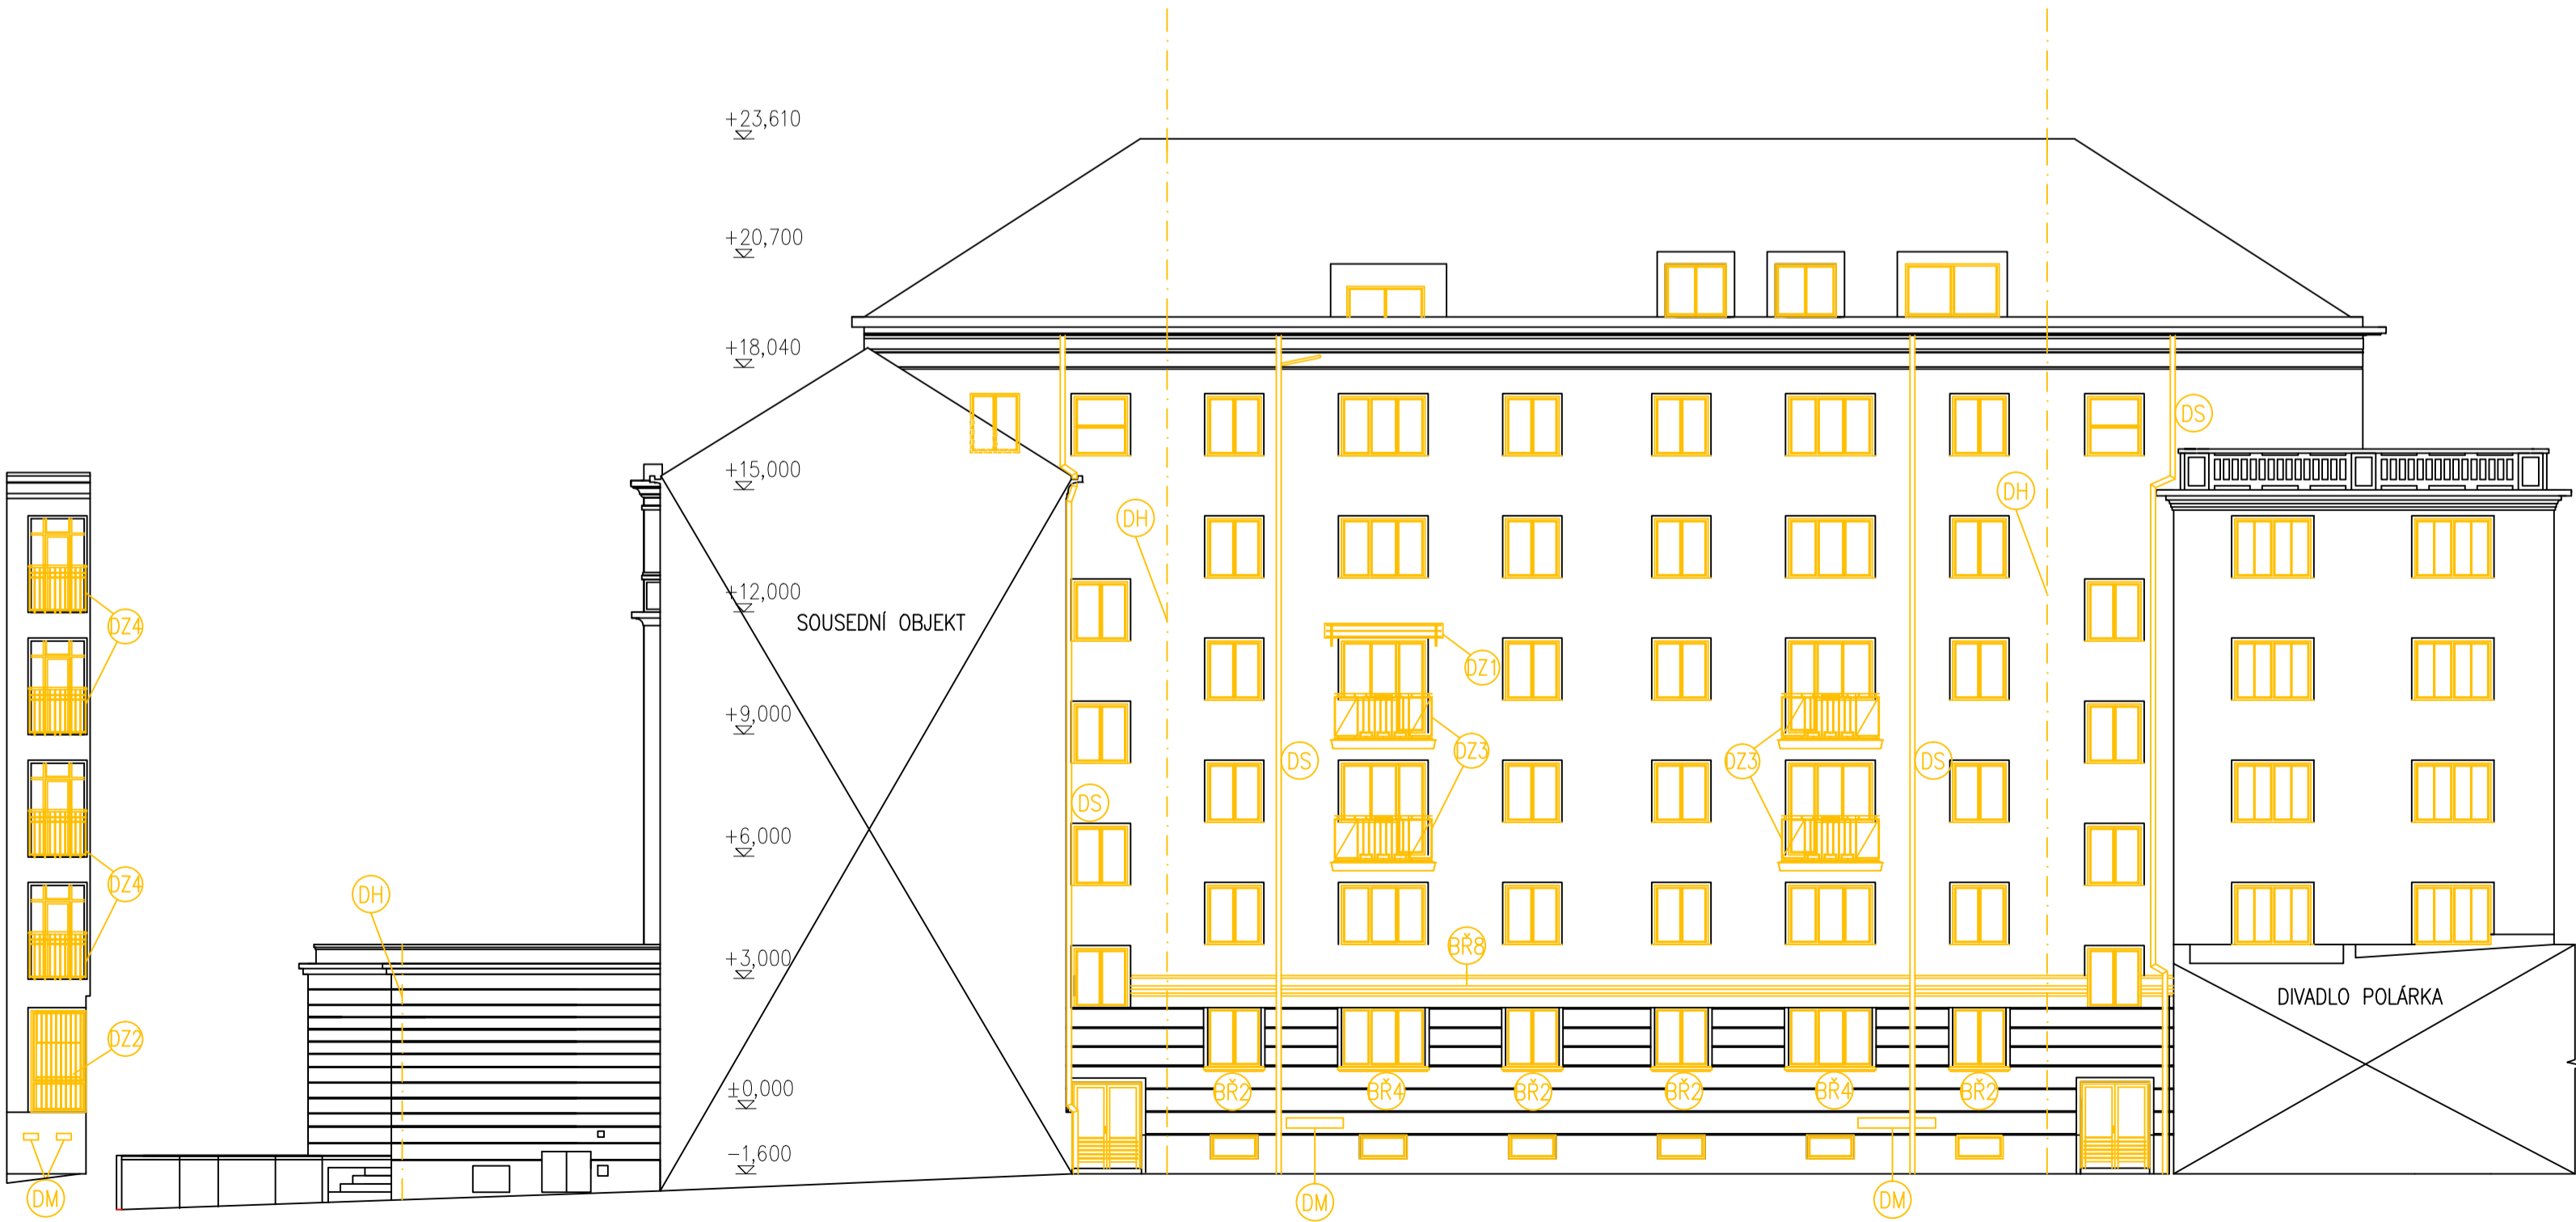 +23,610
+20,700
+18,040
DS
+15,000
DH
DH
+12,000
SOUSEDNÍ OBJEKT
DZ4
DZ1
+9,000
DZ3
DZ3
DS
DS
DS
+6,000
DZ4
DH
BŘ8
+3,000
DIVADLO POLÁRKA
DZ2
±0,000
BŘ2
BŘ4
BŘ2
BŘ2
BŘ4
BŘ2
-1,600
DM
DM
DM